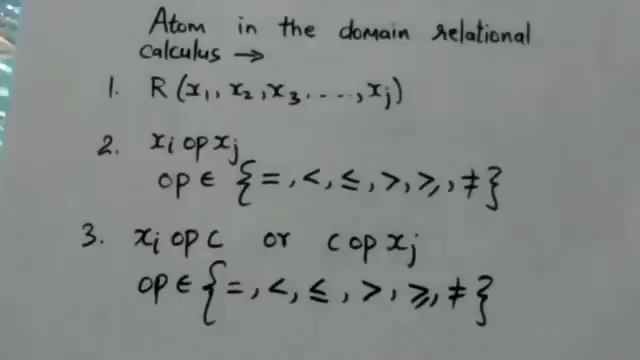 Atom in the domain relational
calculus →
1. R(x₁, x₂, x₃ ...., xⱼ)
2. xᵢ op xⱼ
op ∈ {=, <, ≤, >, ≥, ≠}
3. xᵢ op c or c op xⱼ
op ∈ {=, <, ≤, >, ≥, ≠}